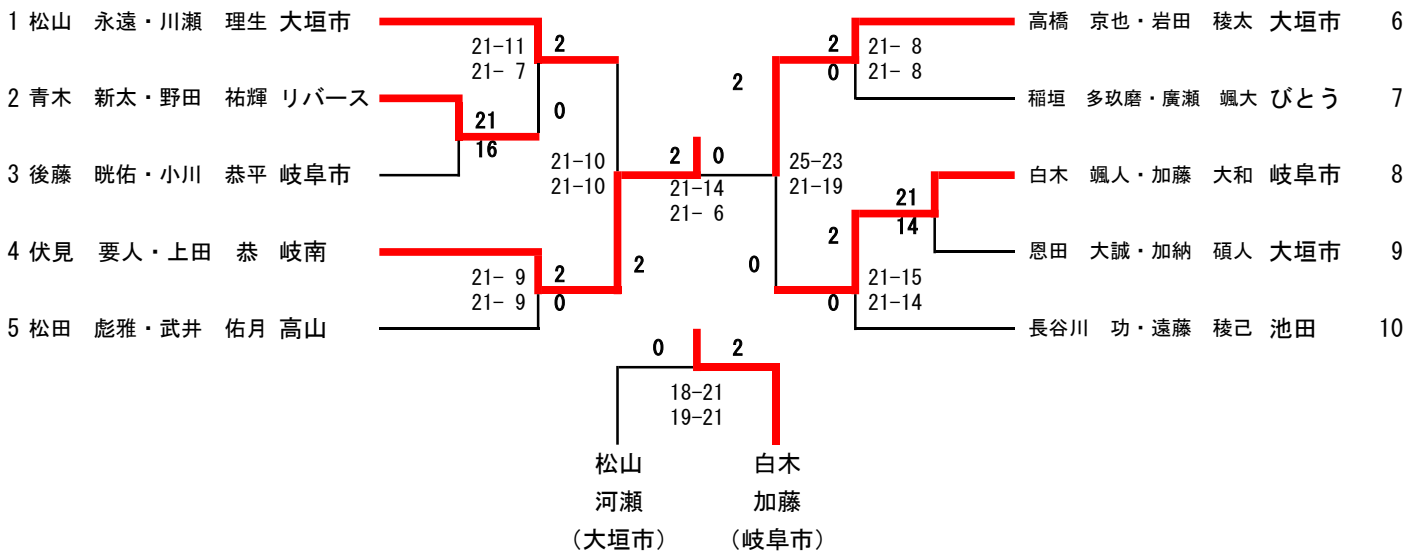 1 松山　永遠・川瀬　理生 大垣市
21-11
21- 7
2
0
2 青木　新太・野田　祐輝 リバース
21
16
3 後藤　晄佑・小川　恭平 岐阜市
21-10
21-10
4 伏見　要人・上田　恭 岐南
21- 9
21- 9
2
0
2
5 松田　彪雅・武井　佑月 高山
2 0
21-14
21- 6
高橋　京也・岩田　稜太 大垣市 6
2
0
21- 8
21- 8
2
稲垣　多玖磨・廣瀬　颯大 びとう 7
25-23
21-19
白木　颯人・加藤　大和 岐阜市 8
21
14
恩田　大誠・加納　碩人 大垣市 9
2
0
0
21-15
21-14
長谷川　功・遠藤　稜己 池田 10
0 2
18-21
19-21
松山 白木
河瀬 加藤
（大垣市） （岐阜市）